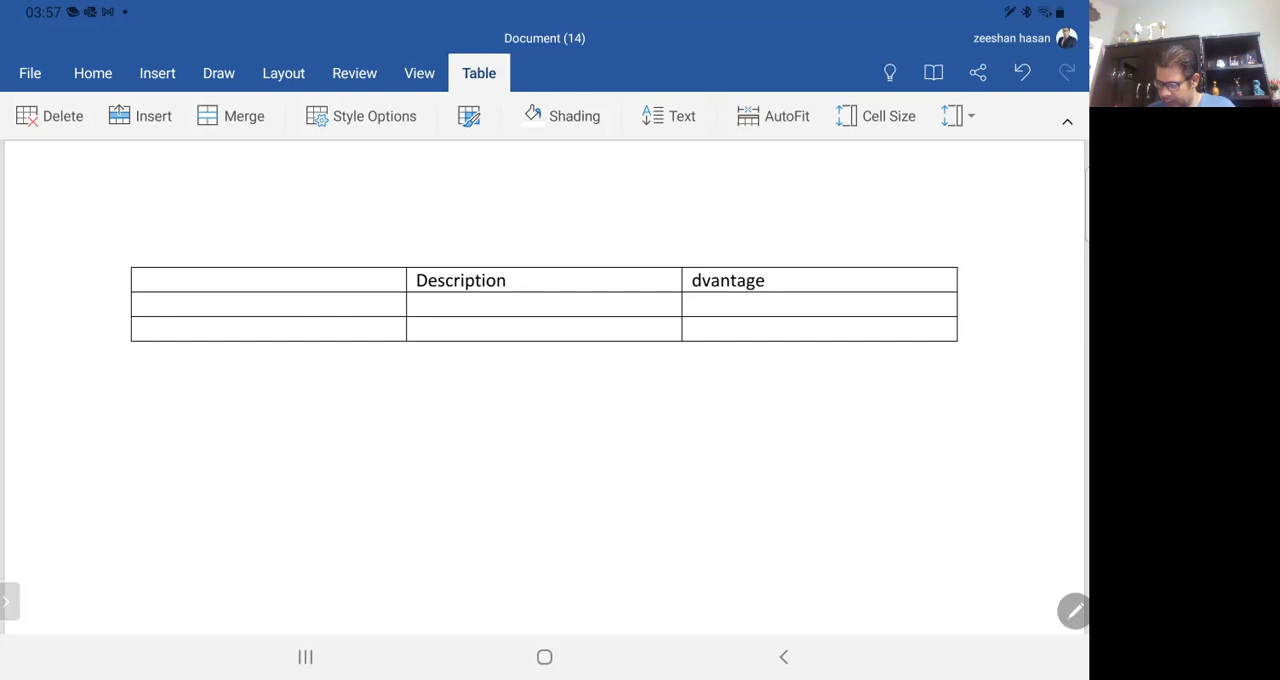 03:57
Document (14)
zeeshan hasan
File Home Insert Draw Layout Review View Table
Delete Insert Merge Style Options Shading Text AutoFit Cell Size
Description dvantage